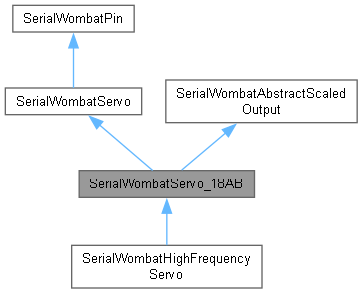 SerialWombatPin
SerialWombatServo
SerialWombatAbstractScaled
Output
SerialWombatServo_18AB
SerialWombatHighFrequency
Servo